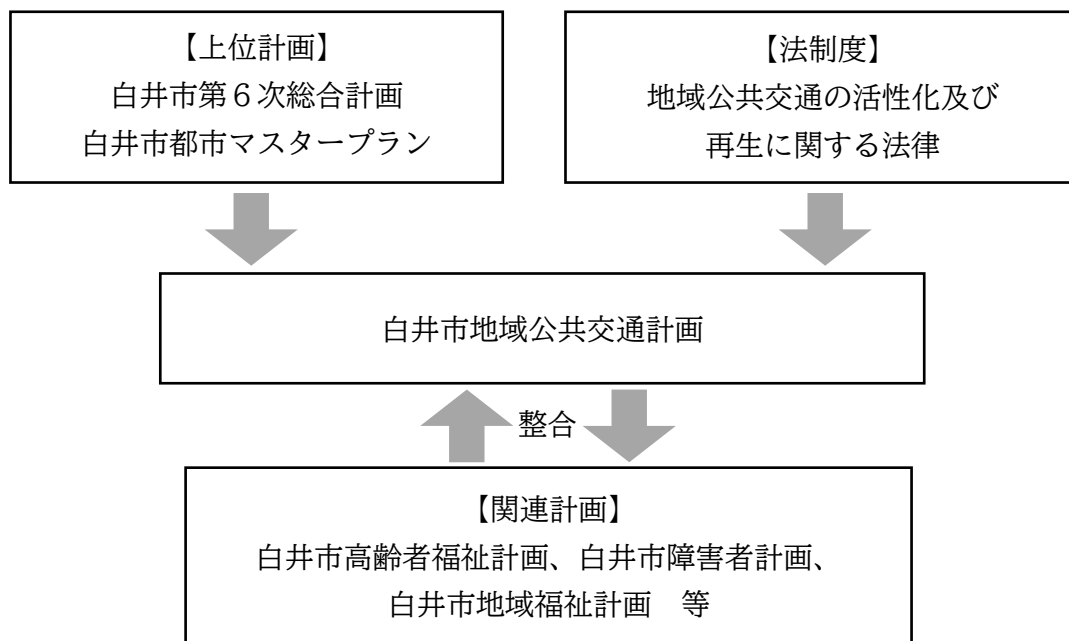 【上位計画】
白井市第６次総合計画
白井市都市マスタープラン
【法制度】
地域公共交通の活性化及び
再生に関する法律
白井市地域公共交通計画
整合
【関連計画】
白井市高齢者福祉計画、白井市障害者計画、
白井市地域福祉計画　等